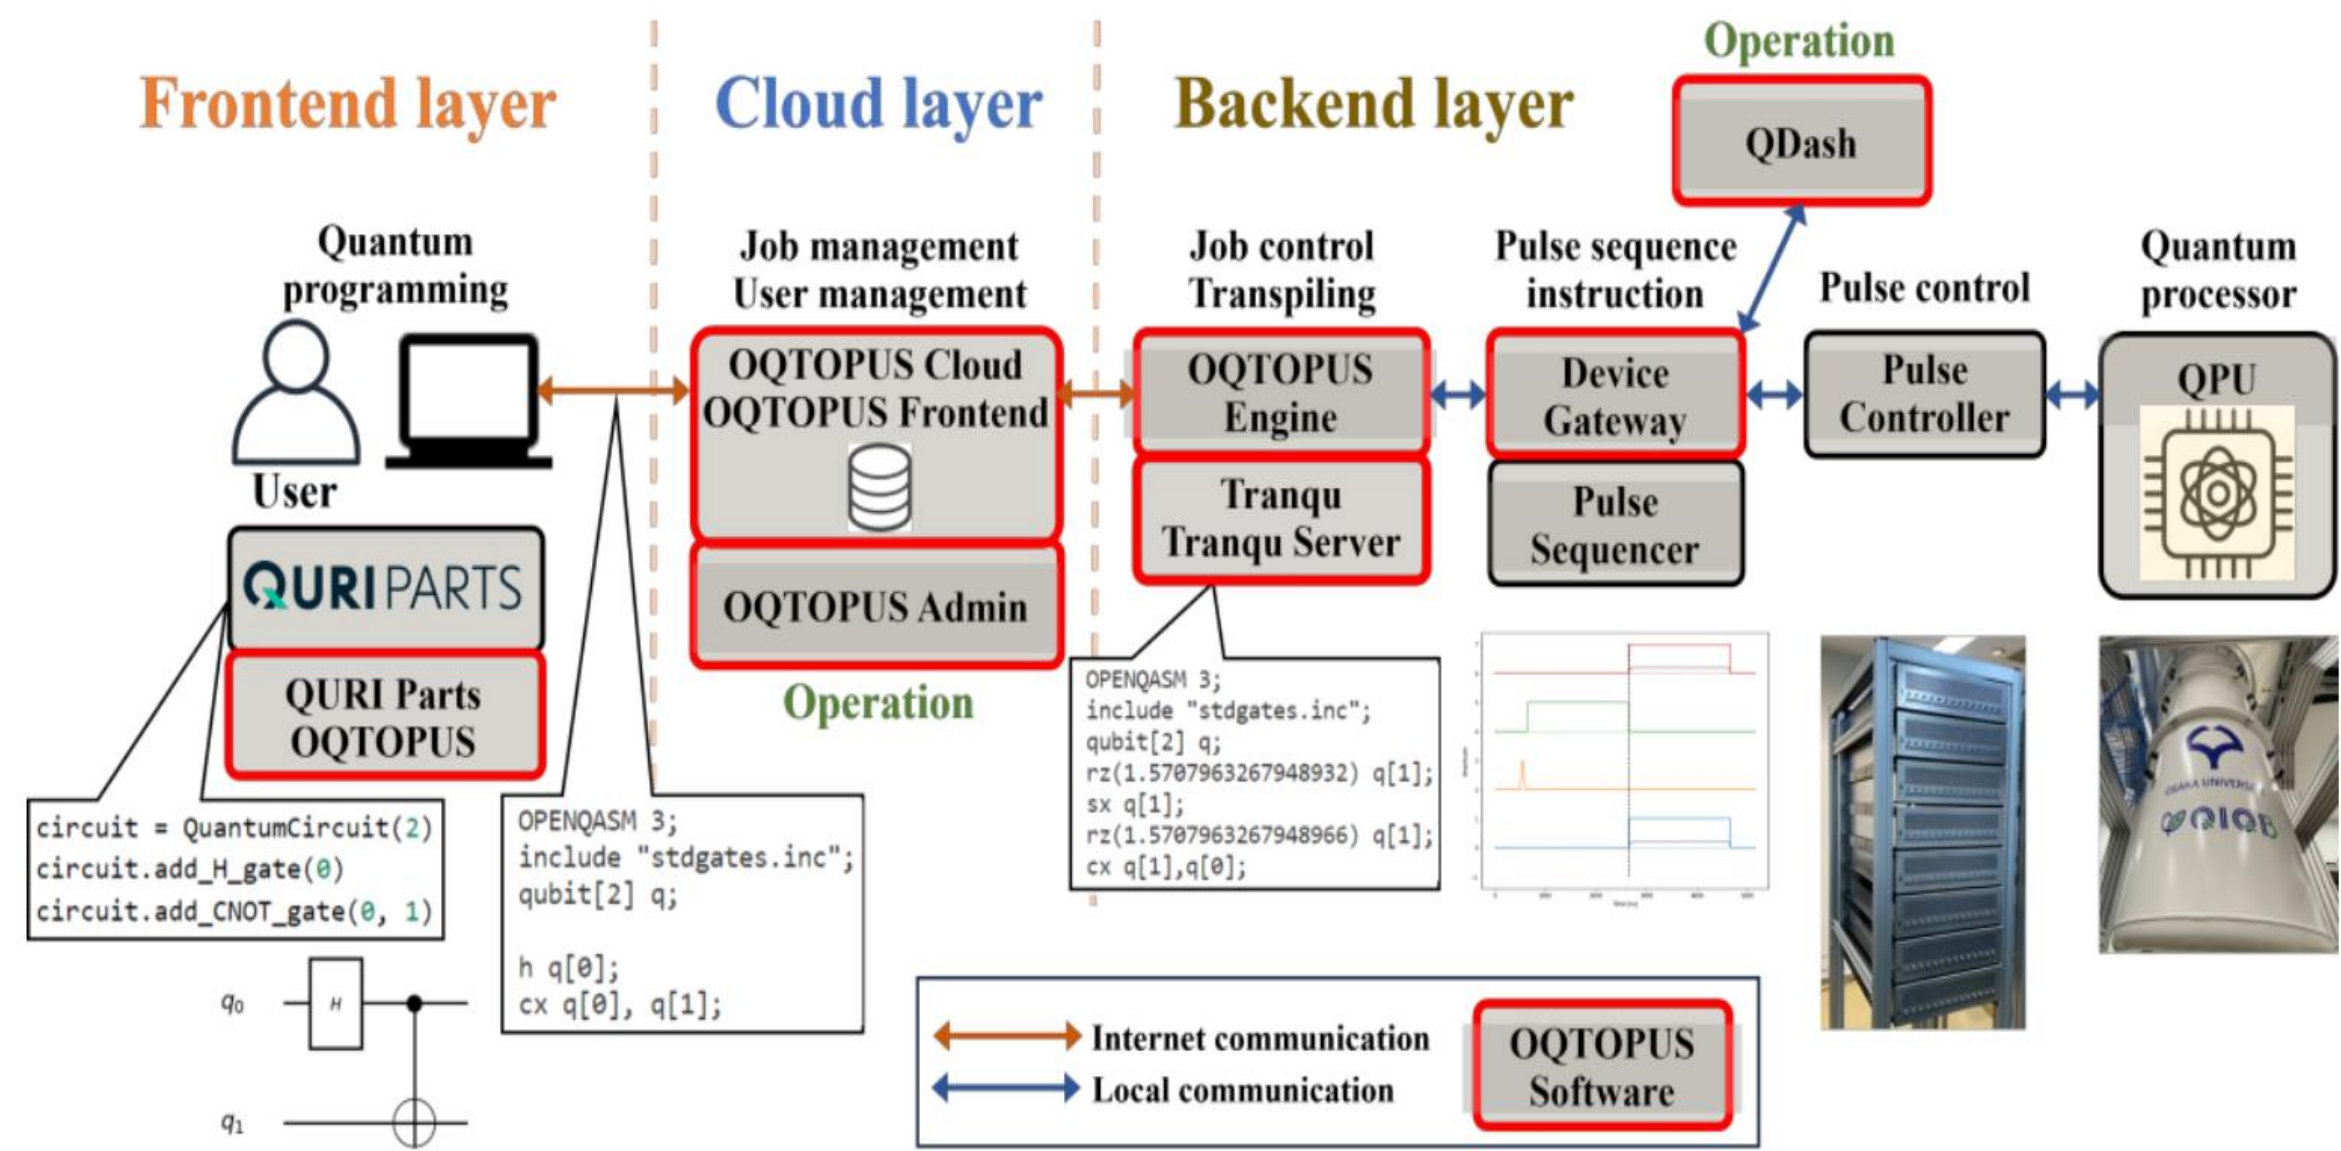 Frontend layer
Cloud layer
Backend layer
Operation
QDash
Quantum
programming
Job management
User management
Job control
Transpiling
Pulse sequence
instruction
Pulse control
Quantum
processor
User
OQTOPUS Cloud
OQTOPUS Frontend
OQTOPUS Admin
Operation
OQTOPUS
Engine
Tranqu
Tranqu Server
Device
Gateway
Pulse
Sequencer
Pulse
Controller
QPU
QURI PARTS
QURI Parts
OQTOPUS
circuit = QuantumCircuit(2)
circuit.add_H_gate(0)
circuit.add_CNOT_gate(0, 1)
q0
H
q1
OPENQASM 3;
include "stdgates.inc";
qubit[2] q;
h q[0];
cx q[0], q[1];
OPENQASM 3;
include "stdgates.inc";
qubit[2] q;
rz(1.5707963267948932) q[1];
sx q[1];
rz(1.5707963267948966) q[1];
cx q[1],q[0];
QIQB
Internet communication
Local communication
OQTOPUS
Software